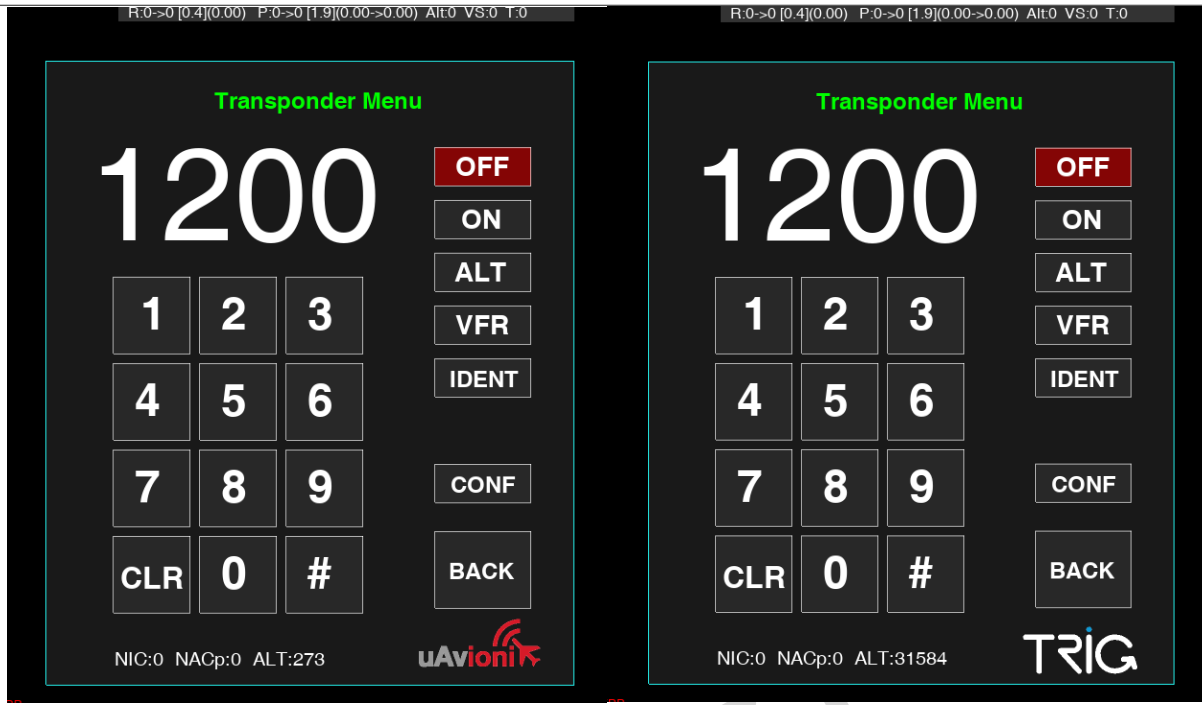 R:0->0 [0.4](0.00) P:0->0 [1.9](0.00->0.00) Alt:0 VS:0 T:0
Transponder Menu
1200
OFF
ON
ALT
VFR
IDENT
1 2 3
4 5 6
7 8 9
CLR 0 #
CONF
BACK
NIC:0 NACp:0 ALT:273
uAvionix
R:0->0 [0.4](0.00) P:0->0 [1.9](0.00->0.00) Alt:0 VS:0 T:0
Transponder Menu
1200
OFF
ON
ALT
VFR
IDENT
1 2 3
4 5 6
7 8 9
CLR 0 #
CONF
BACK
NIC:0 NACp:0 ALT:31584
TRIG